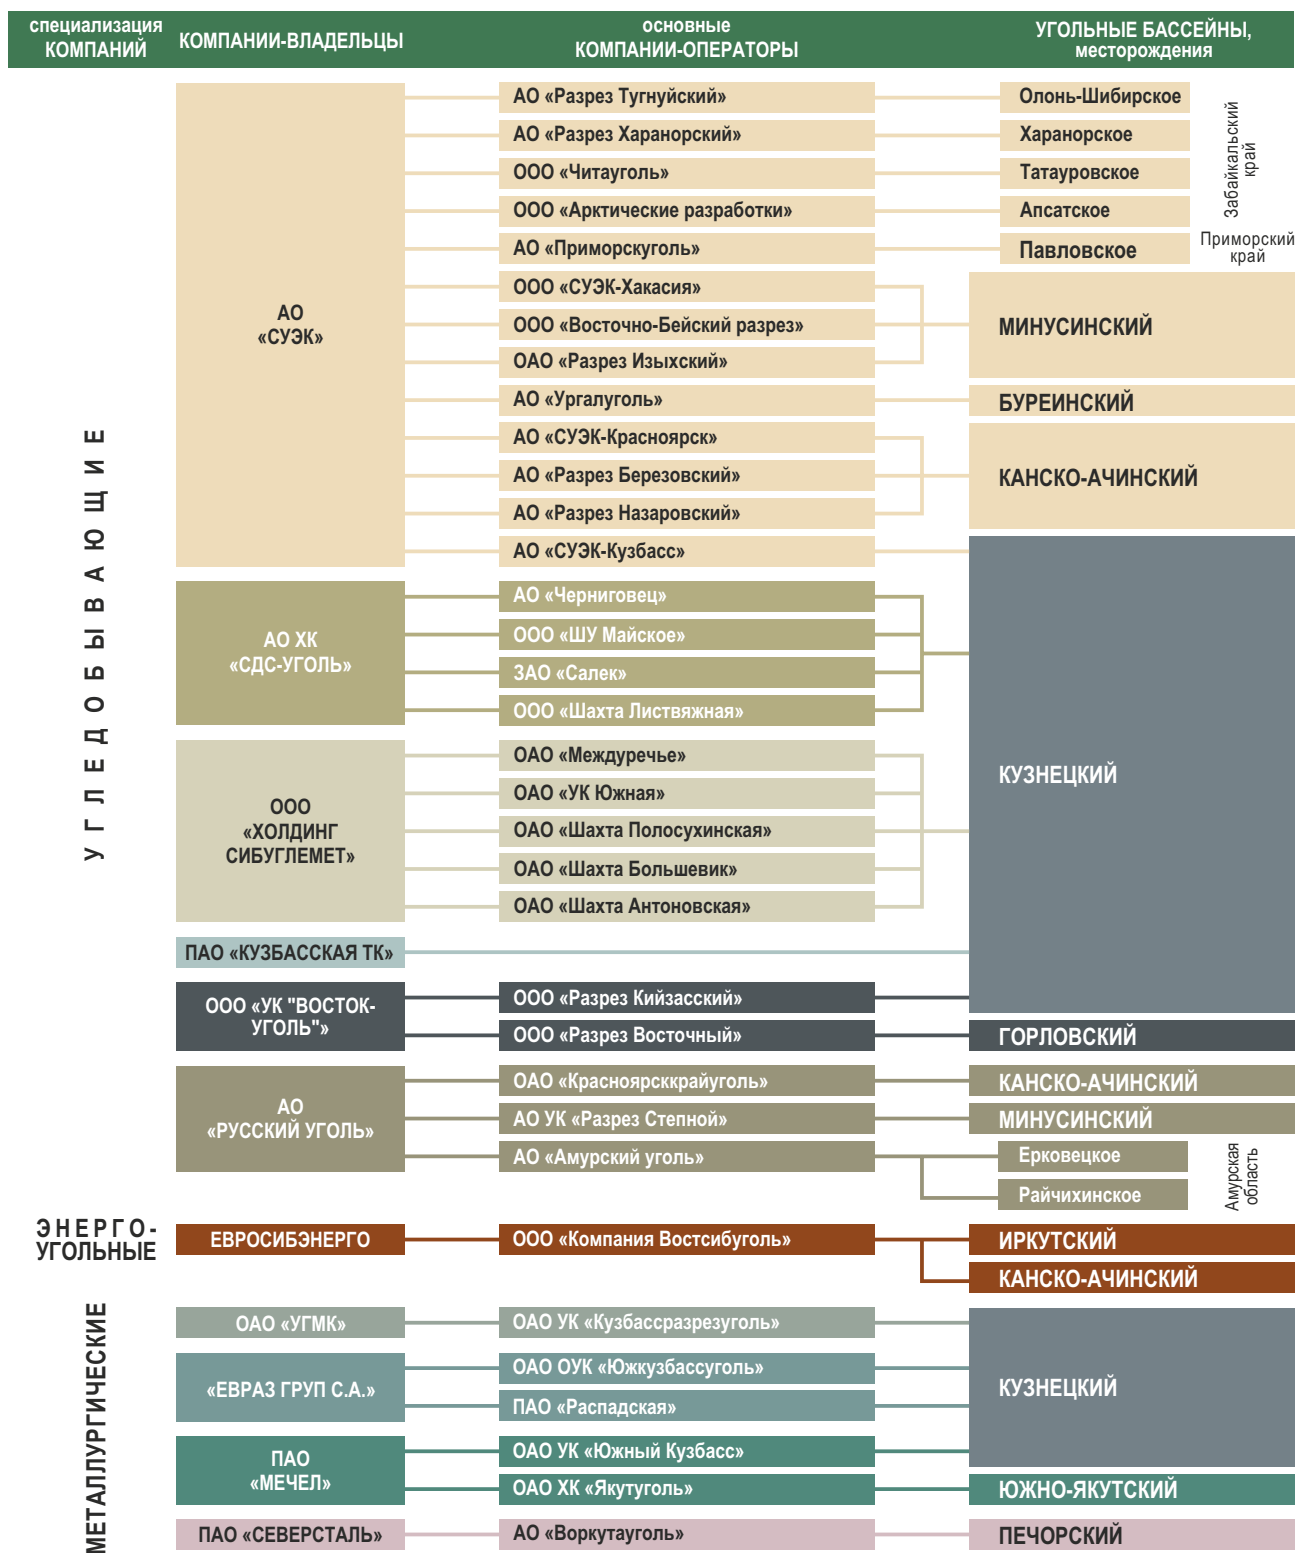 специализация
КОМПАНИЙ
КОМПАНИИ-ВЛАДЕЛЬЦЫ
основные
КОМПАНИИ-ОПЕРАТОРЫ
УГОЛЬНЫЕ БАССЕЙНЫ,
месторождения
УГЛЕДОБЫВАЮЩИЕ
АО
«СУЭК»
АО «Разрез Тугнуйский»
Олонь-Шибирское
АО «Разрез Харанорский»
Харанорское
ООО «Читауголь»
Татауровское
ООО «Арктические разработки»
Апсатское
Забайкальский
край
АО «Приморскуголь»
Павловское
Приморский
край
ООО «СУЭК-Хакасия»
ООО «Восточно-Бейский разрез»
ОАО «Разрез Изыхский»
МИНУСИНСКИЙ
АО «Ургалуголь»
БУРЕИНСКИЙ
АО «СУЭК-Красноярск»
АО «Разрез Березовский»
АО «Разрез Назаровский»
КАНСКО-АЧИНСКИЙ
АО «СУЭК-Кузбасс»
АО ХК
«СДС-УГОЛЬ»
АО «Черниговец»
ООО «ШУ Майское»
ЗАО «Салек»
ООО «Шахта Листвяжная»
КУЗНЕЦКИЙ
ООО
«ХОЛДИНГ
СИБУГЛЕМЕТ»
ОАО «Междуречье»
ОАО «УК Южная»
ОАО «Шахта Полосухинская»
ОАО «Шахта Большевик»
ОАО «Шахта Антоновская»
ПАО «КУЗБАССКАЯ ТК»
ООО «УК "ВОСТОК-
УГОЛЬ"»
ООО «Разрез Кийзасский»
ООО «Разрез Восточный»
ГОРЛОВСКИЙ
АО
«РУССКИЙ УГОЛЬ»
ОАО «Красноярсккрайуголь»
КАНСКО-АЧИНСКИЙ
АО УК «Разрез Степной»
МИНУСИНСКИЙ
АО «Амурский уголь»
Ерковецкое
Райчихинское
Амурская
область
ЭНЕРГО-
УГОЛЬНЫЕ
ЕВРОСИБЭНЕРГО
ООО «Компания Востсибуголь»
ИРКУТСКИЙ
КАНСКО-АЧИНСКИЙ
МЕТАЛЛУРГИЧЕСКИЕ
ОАО «УГМК»
ОАО УК «Кузбассразрезуголь»
«ЕВРАЗ ГРУП С.А.»
ОАО ОУК «Южкузбассуголь»
ПАО «Распадская»
КУЗНЕЦКИЙ
ПАО
«МЕЧЕЛ»
ОАО УК «Южный Кузбасс»
ОАО ХК «Якутуголь»
ЮЖНО-ЯКУТСКИЙ
ПАО «СЕВЕРСТАЛЬ»
АО «Воркутауголь»
ПЕЧОРСКИЙ